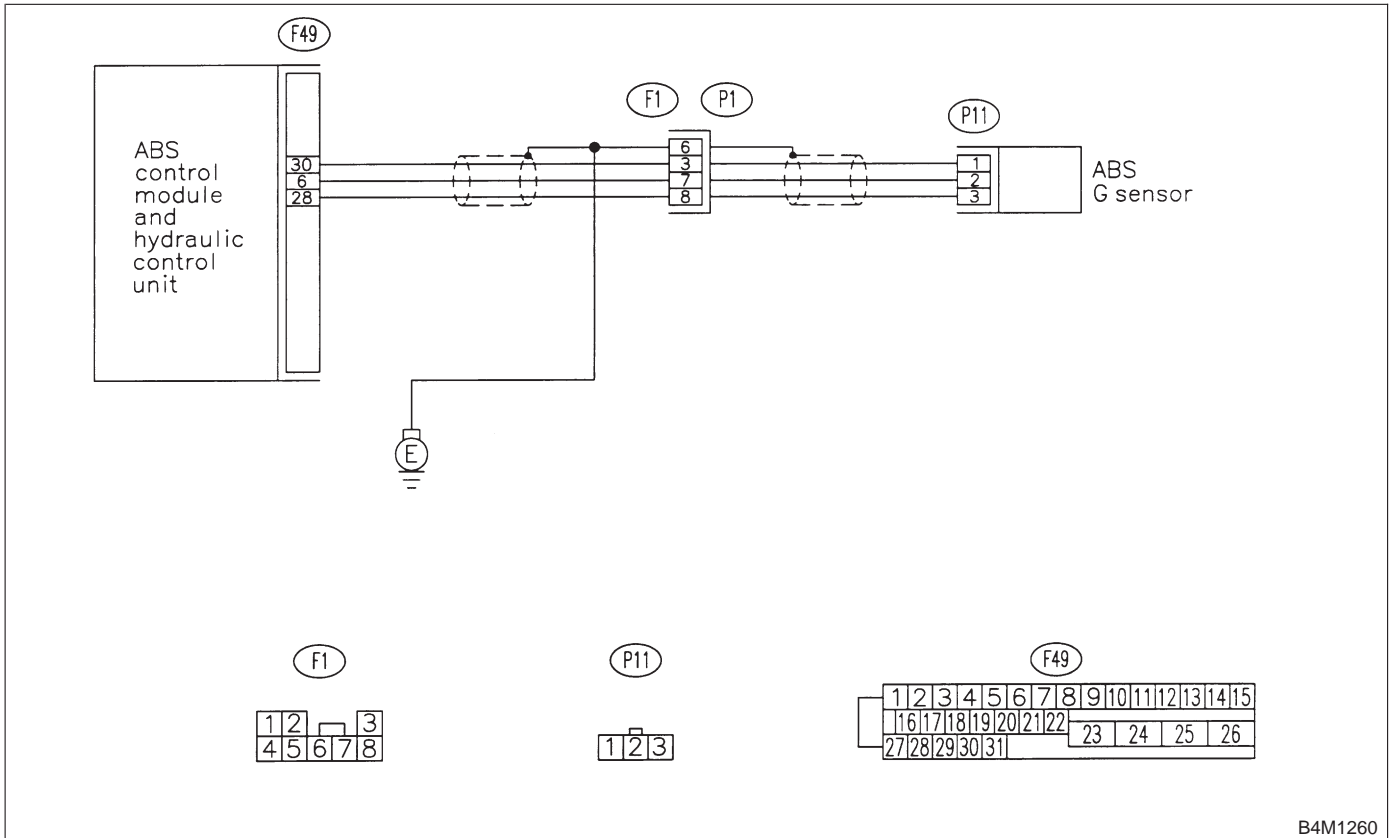 F49
F1 P1
P11
ABS
control
module
and
hydraulic
control
unit
30
6
28
6
3
7
8
1
2
3
ABS
G sensor
E
F1
P11
F49
1 2 3
4 5 6 7 8
1 2 3
1 2 3 4 5 6 7 8 9 10 11 12 13 14 15
16 17 18 19 20 21 22
23 24 25 26
27 28 29 30 31
B4M1260